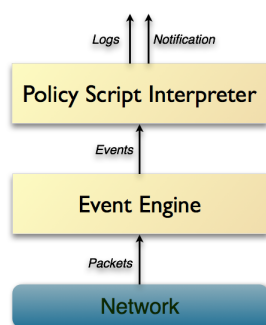 Logs Notification
Policy Script Interpreter
Events
Event Engine
Packets
Network